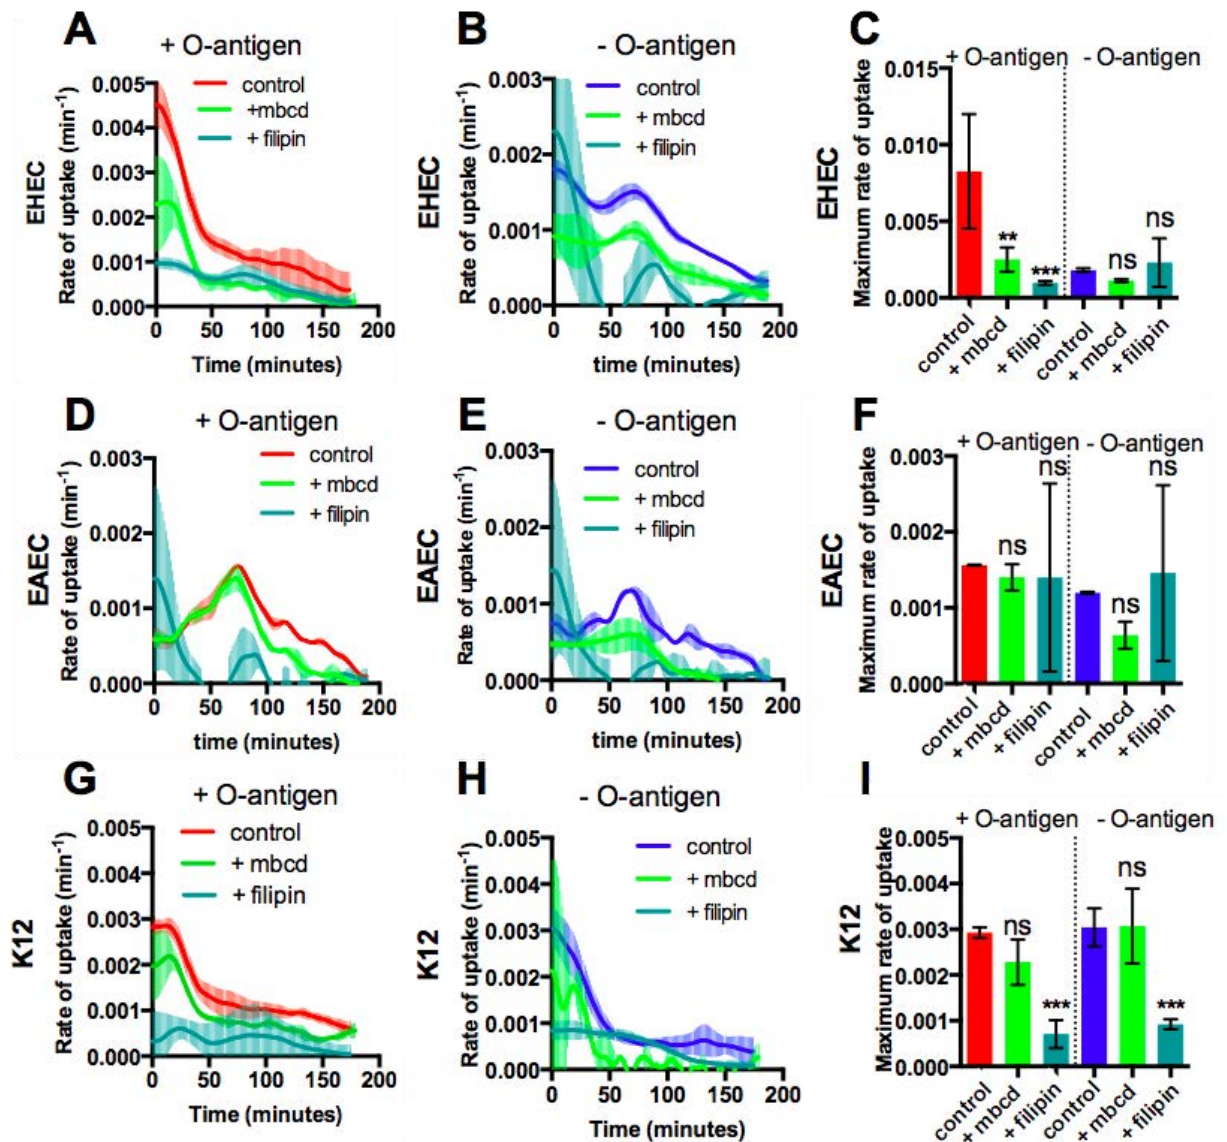 A
+ O-antigen
control
+mbcd
+ filipin
EHEC
Rate of uptake (min-1)
0.005
0.004
0.003
0.002
0.001
0.000
0 50 100 150 200
Time (minutes)
B
- O-antigen
control
+ mbcd
+ filipin
EHEC
Rate of uptake (min-1)
0.003
0.002
0.001
0.000
0 50 100 150 200
time (minutes)
C
+ O-antigen - O-antigen
EHEC
Maximum rate of uptake
0.015
0.010
0.005
0.000
** *** ns ns
control + mbcd + filipin control + mbcd + filipin
D
+ O-antigen
control
+ mbcd
+ filipin
EAEC
Rate of uptake (min-1)
0.003
0.002
0.001
0.000
0 50 100 150 200
time (minutes)
E
- O-antigen
control
+ mbcd
+ filipin
EAEC
Rate of uptake (min-1)
0.003
0.002
0.001
0.000
0 50 100 150 200
time (minutes)
F
+ O-antigen - O-antigen
EAEC
Maximum rate of uptake
0.003
0.002
0.001
0.000
ns ns ns ns
control + mbcd + filipin control + mbcd + filipin
G
+ O-antigen
control
+ mbcd
+ filipin
K12
Rate of uptake (min-1)
0.005
0.004
0.003
0.002
0.001
0.000
0 50 100 150 200
Time (minutes)
H
- O-antigen
control
+ mbcd
+ filipin
K12
Rate of uptake (min-1)
0.005
0.004
0.003
0.002
0.001
0.000
0 50 100 150 200
Time (minutes)
I
+ O-antigen - O-antigen
K12
Maximum rate of uptake
0.005
0.004
0.003
0.002
0.001
0.000
ns *** ns ***
control + mbcd + filipin control + mbcd + filipin